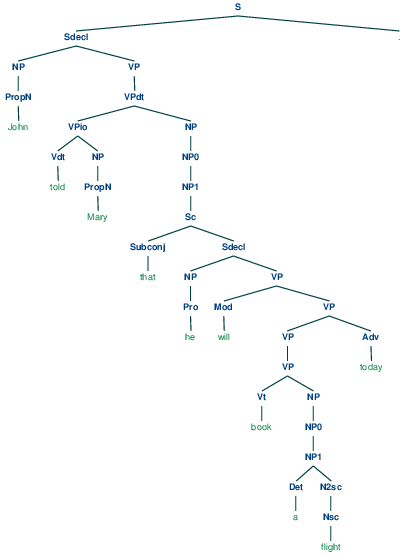 S
Sdecl .
NP VP
PropN VPdt
John VPio NP
Vdt NP NP0
told PropN NP1
Mary Sc
Subconj Sdecl
that NP VP
Pro Mod VP
he will VP Adv
VP today
Vt NP
book NP0
NP1
Det N2sc
a Nsc
flight